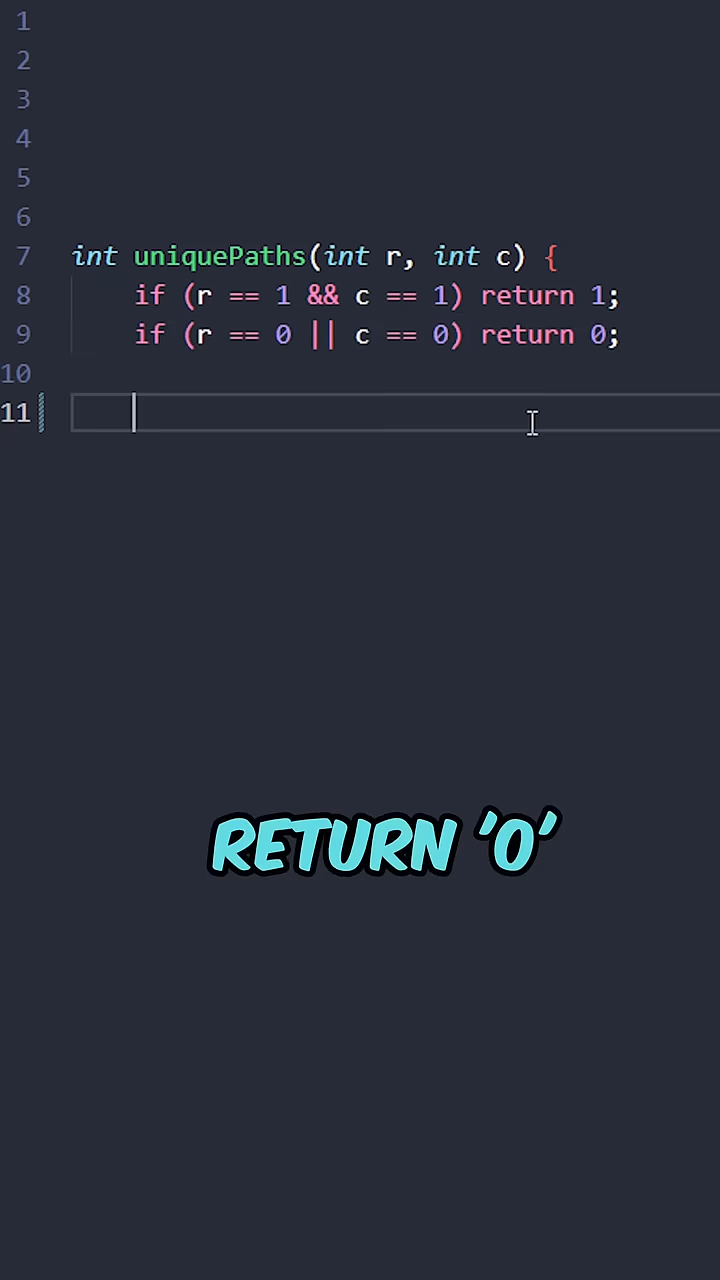 1
2
3
4
5
6
7 int uniquePaths(int r, int c) {
8     if (r == 1 && c == 1) return 1;
9     if (r == 0 || c == 0) return 0;
10
11
RETURN '0'